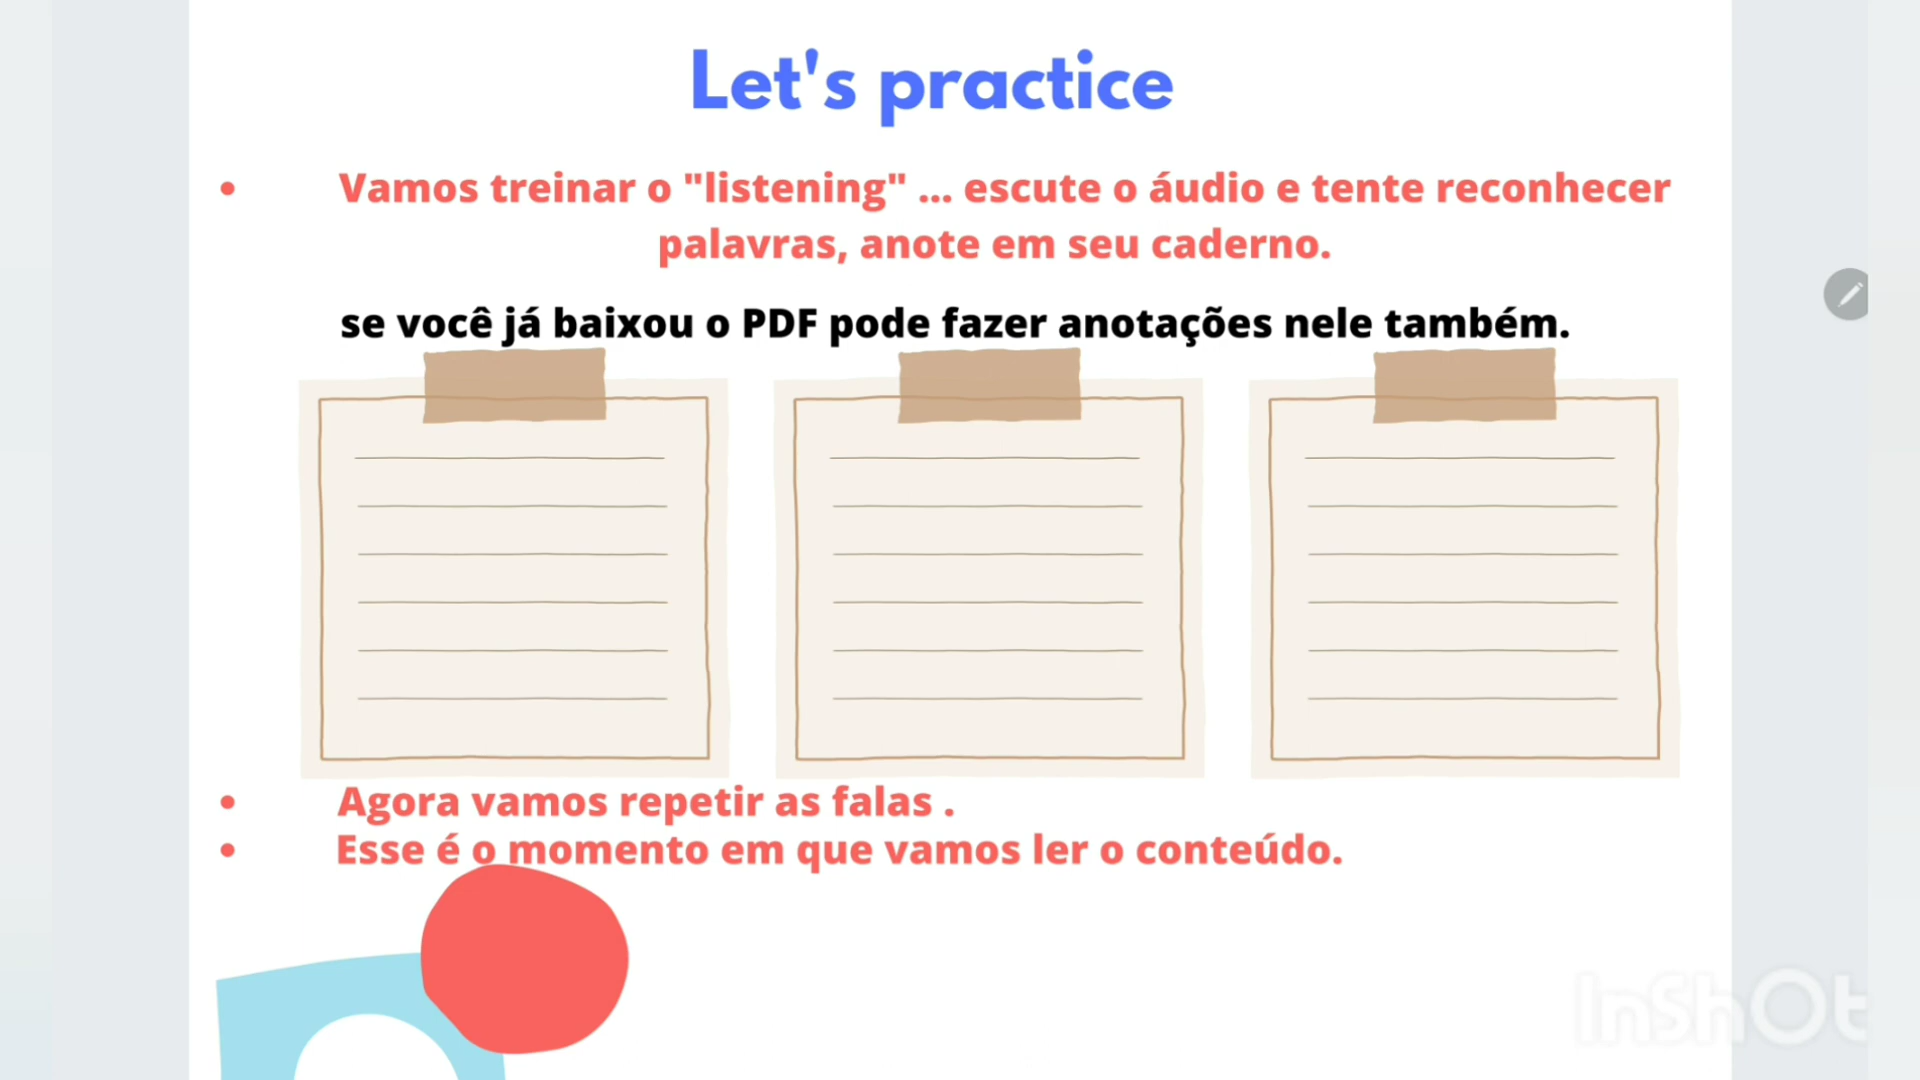 Let's practice
• Vamos treinar o "listening" ... escute o áudio e tente reconhecer
palavras, anote em seu caderno.
se você já baixou o PDF pode fazer anotações nele também.
• Agora vamos repetir as falas .
• Esse é o momento em que vamos ler o conteúdo.
InShOt